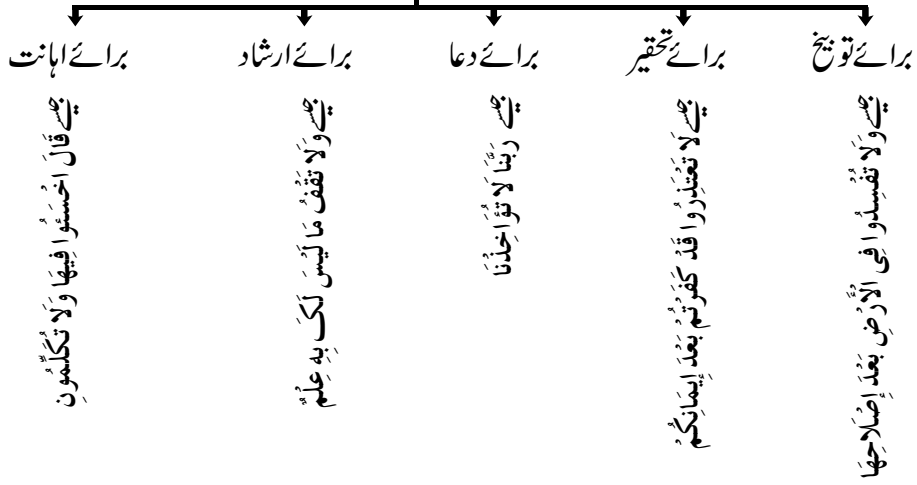 برائے توبیخ
جیسے وَلَا تُفْسِدُوا فِی الْأَرْضِ بَعْدَ إِصْلَاحِهَا
برائے تحقیر
جیسے لَا تَعْتَذِرُوا قَدْ کَفَرْتُمْ بَعْدَ إِيمَانِكُمْ
برائے دعا
جیسے رَبَّنَا لَا تُؤَاخِذْنَا
برائے ارشاد
جیسے وَلَا تَقْفُ مَا لَیْسَ لَکَ بِهِ عِلْمٌ
برائے اہانت
جیسے قَالَ اخْسَئُوا فِيهَا وَلَا تُكَلِّمُونِ